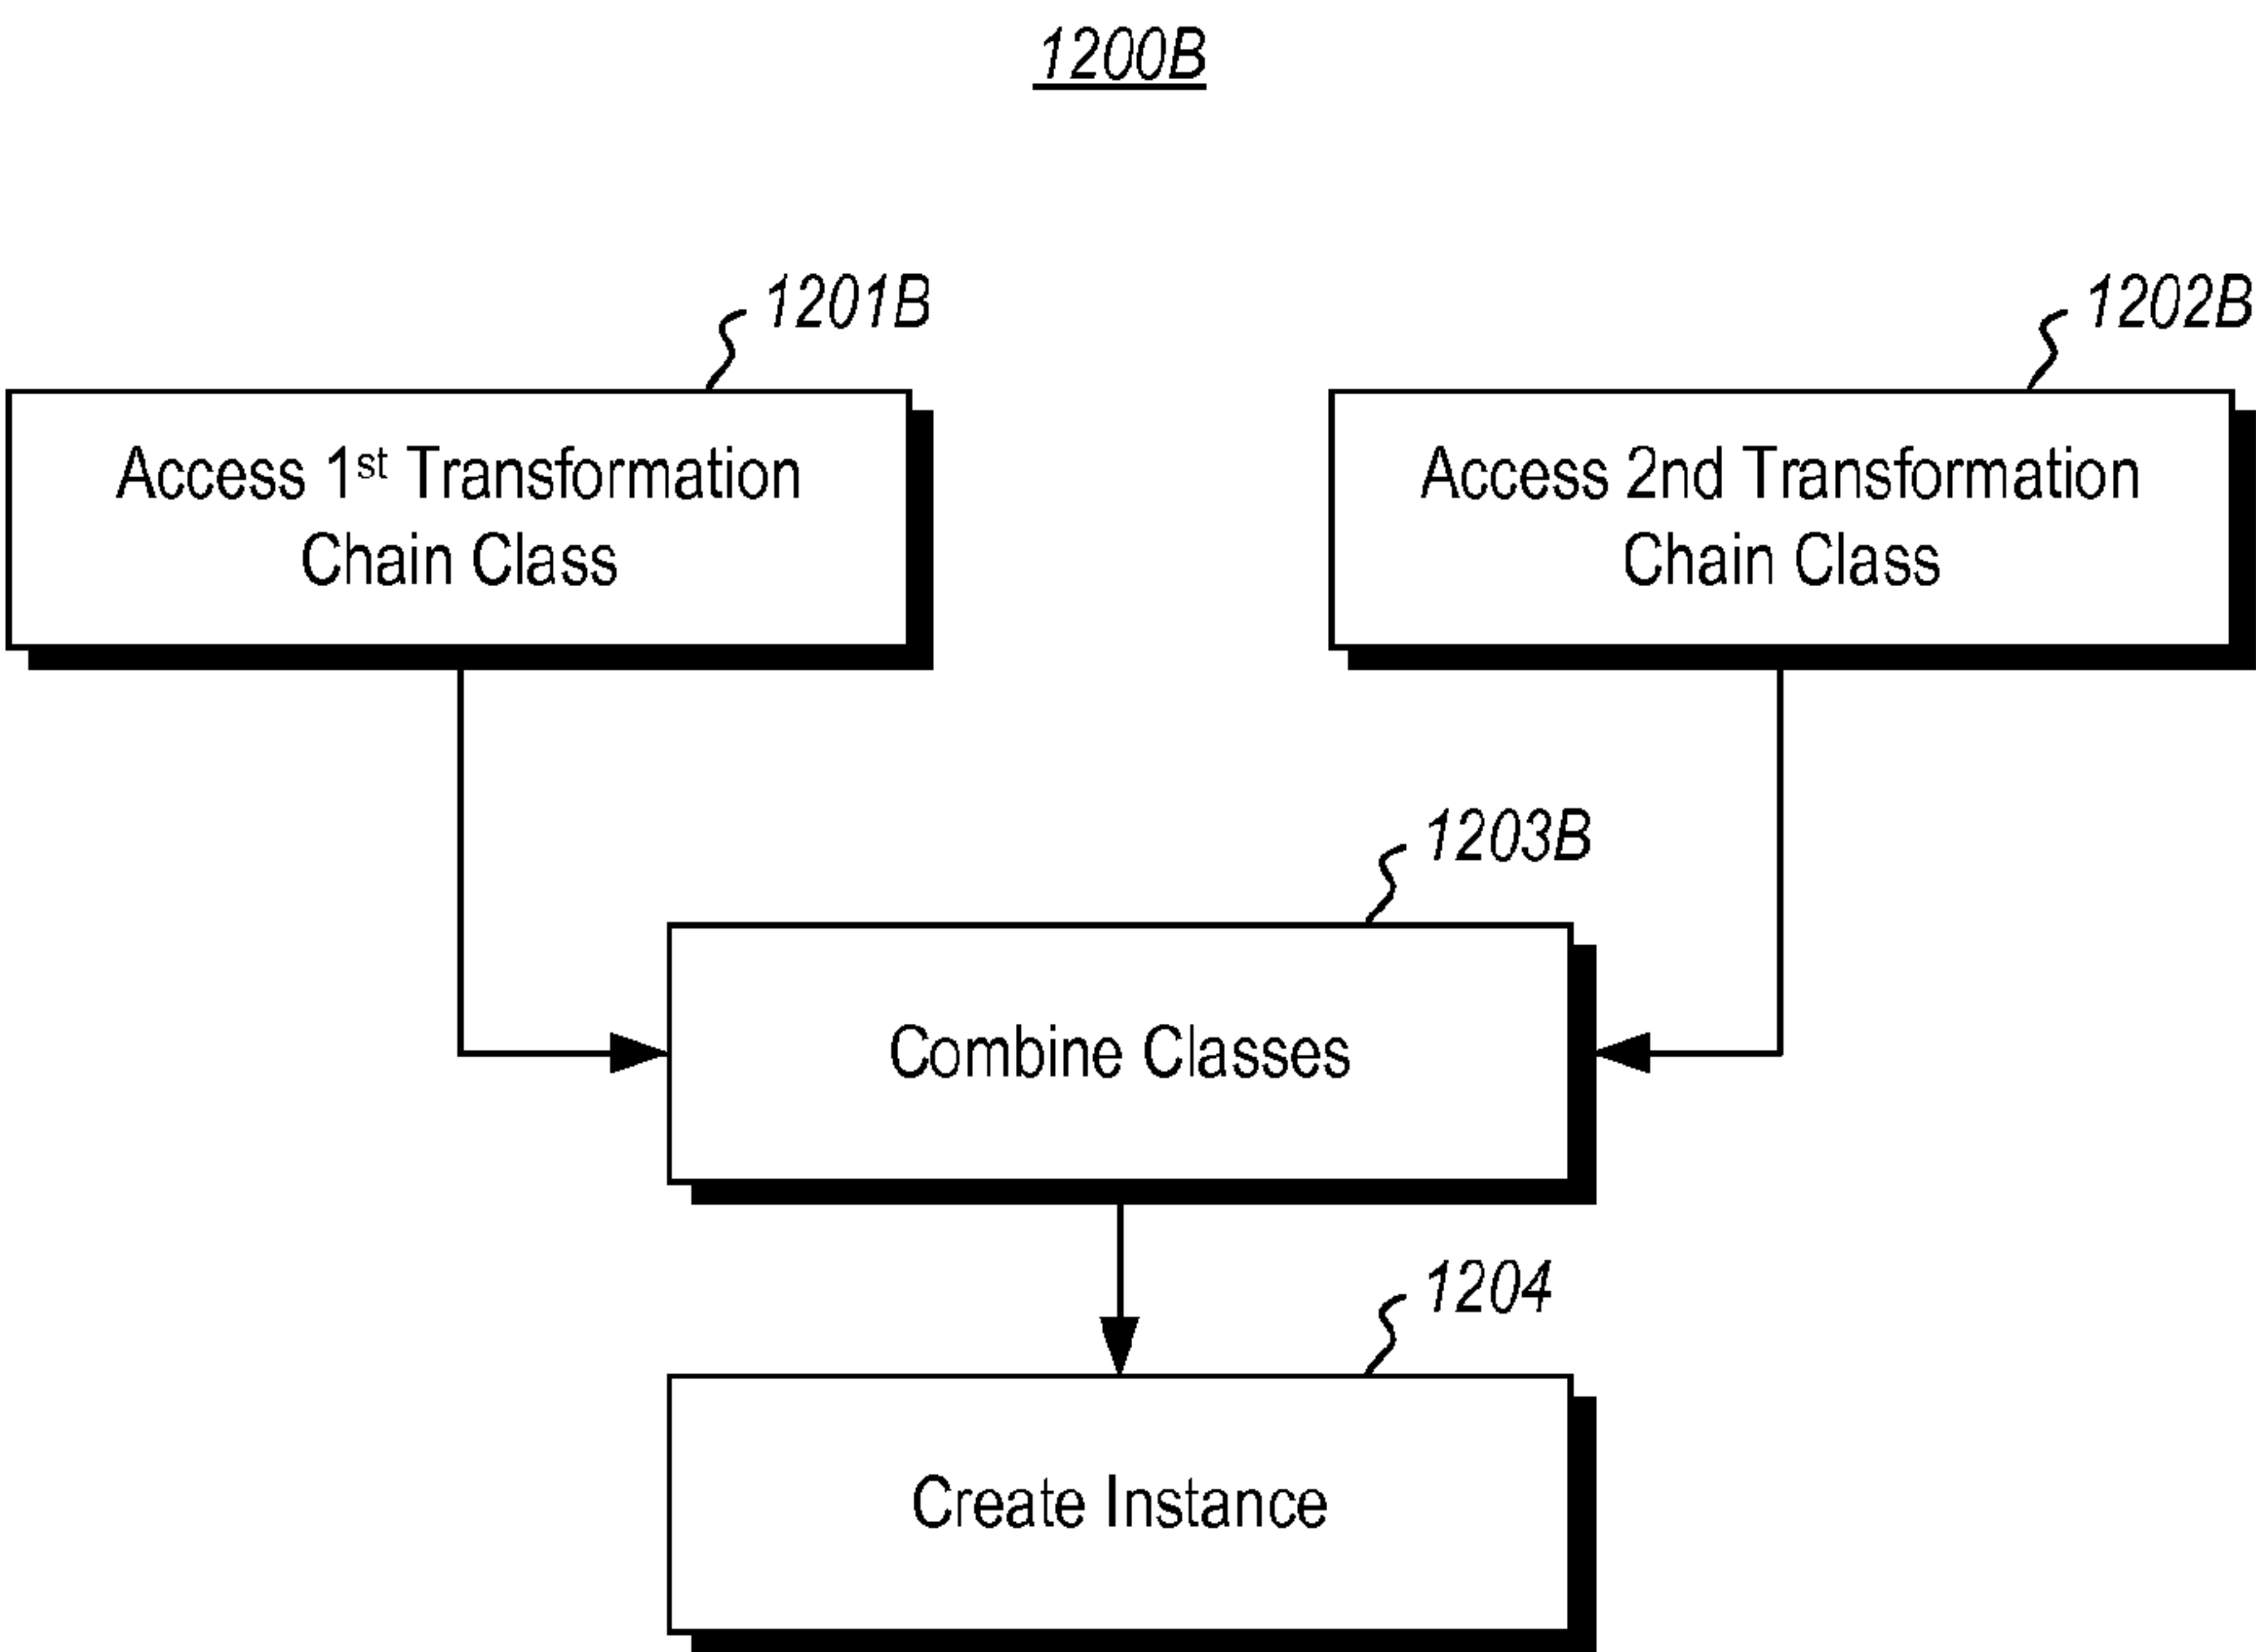 1200B
1201B
Access 1st Transformation
Chain Class
1202B
Access 2nd Transformation
Chain Class
1203B
Combine Classes
1204
Create Instance